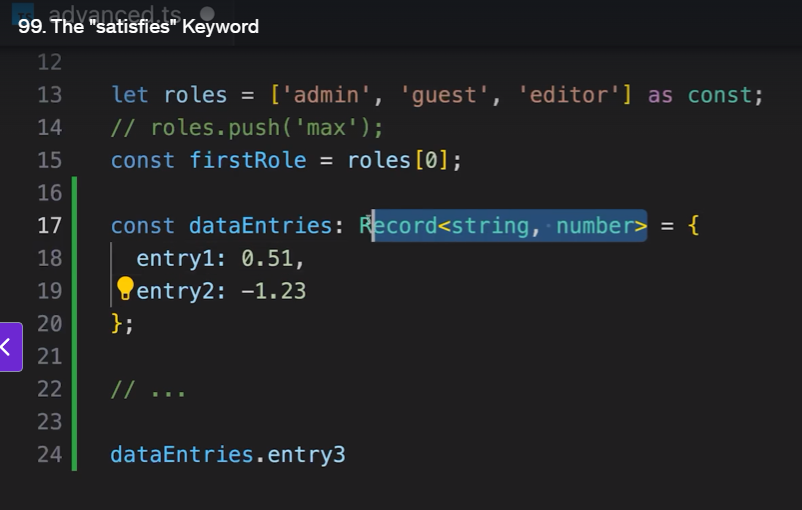 advanced.ts
99. The "satisfies" Keyword
12
13 let roles = ['admin', 'guest', 'editor'] as const;
14 // roles.push('max');
15 const firstRole = roles[0];
16
17 const dataEntries: Record<string, number> = {
18 entry1: 0.51,
19 entry2: -1.23
20 };
21
22 // ...
23
24 dataEntries.entry3